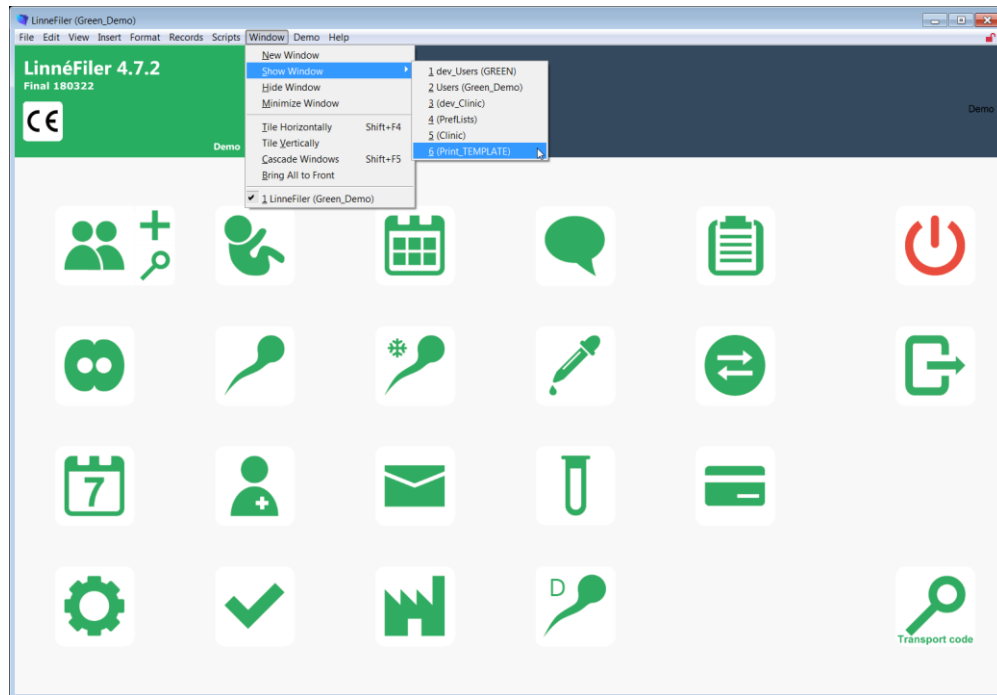 LinneFiler (Green_Demo)
File Edit View Insert Format Records Scripts Window Demo Help
LinnéFiler 4.7.2
Final 180322
CE
Demo
Demo
New Window
Show Window
Hide Window
Minimize Window
Tile Horizontally Shift+F4
Tile Vertically
Cascade Windows Shift+F5
Bring All to Front
1 LinneFiler (Green_Demo)
1 dev_Users (GREEN)
2 Users (Green_Demo)
3 (dev_Clinic)
4 (PrefLists)
5 (Clinic)
6 (Print_TEMPLATE)
7
D
Transport code